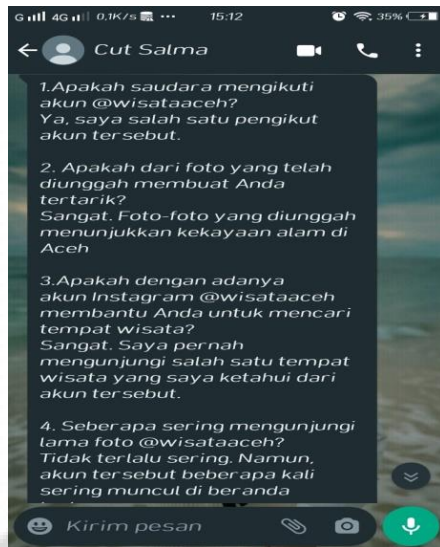 G 4G 0,1K/s ... 15:12 35%
Cut Salma
1.Apakah saudara mengikuti
akun @wisataaceh?
Ya, saya salah satu pengikut
akun tersebut.
2. Apakah dari foto yang telah
diunggah membuat Anda
tertarik?
Sangat. Foto-foto yang diunggah
menunjukkan kekayaan alam di
Aceh
3.Apakah dengan adanya
akun Instagram @wisataaceh
membantu Anda untuk mencari
tempat wisata?
Sangat. Saya pernah
mengunjungi salah satu tempat
wisata yang saya ketahui dari
akun tersebut.
4. Seberapa sering mengunjungi
lama foto @wisataaceh?
Tidak terlalu sering. Namun,
akun tersebut beberapa kali
sering muncul di beranda
Kirim pesan